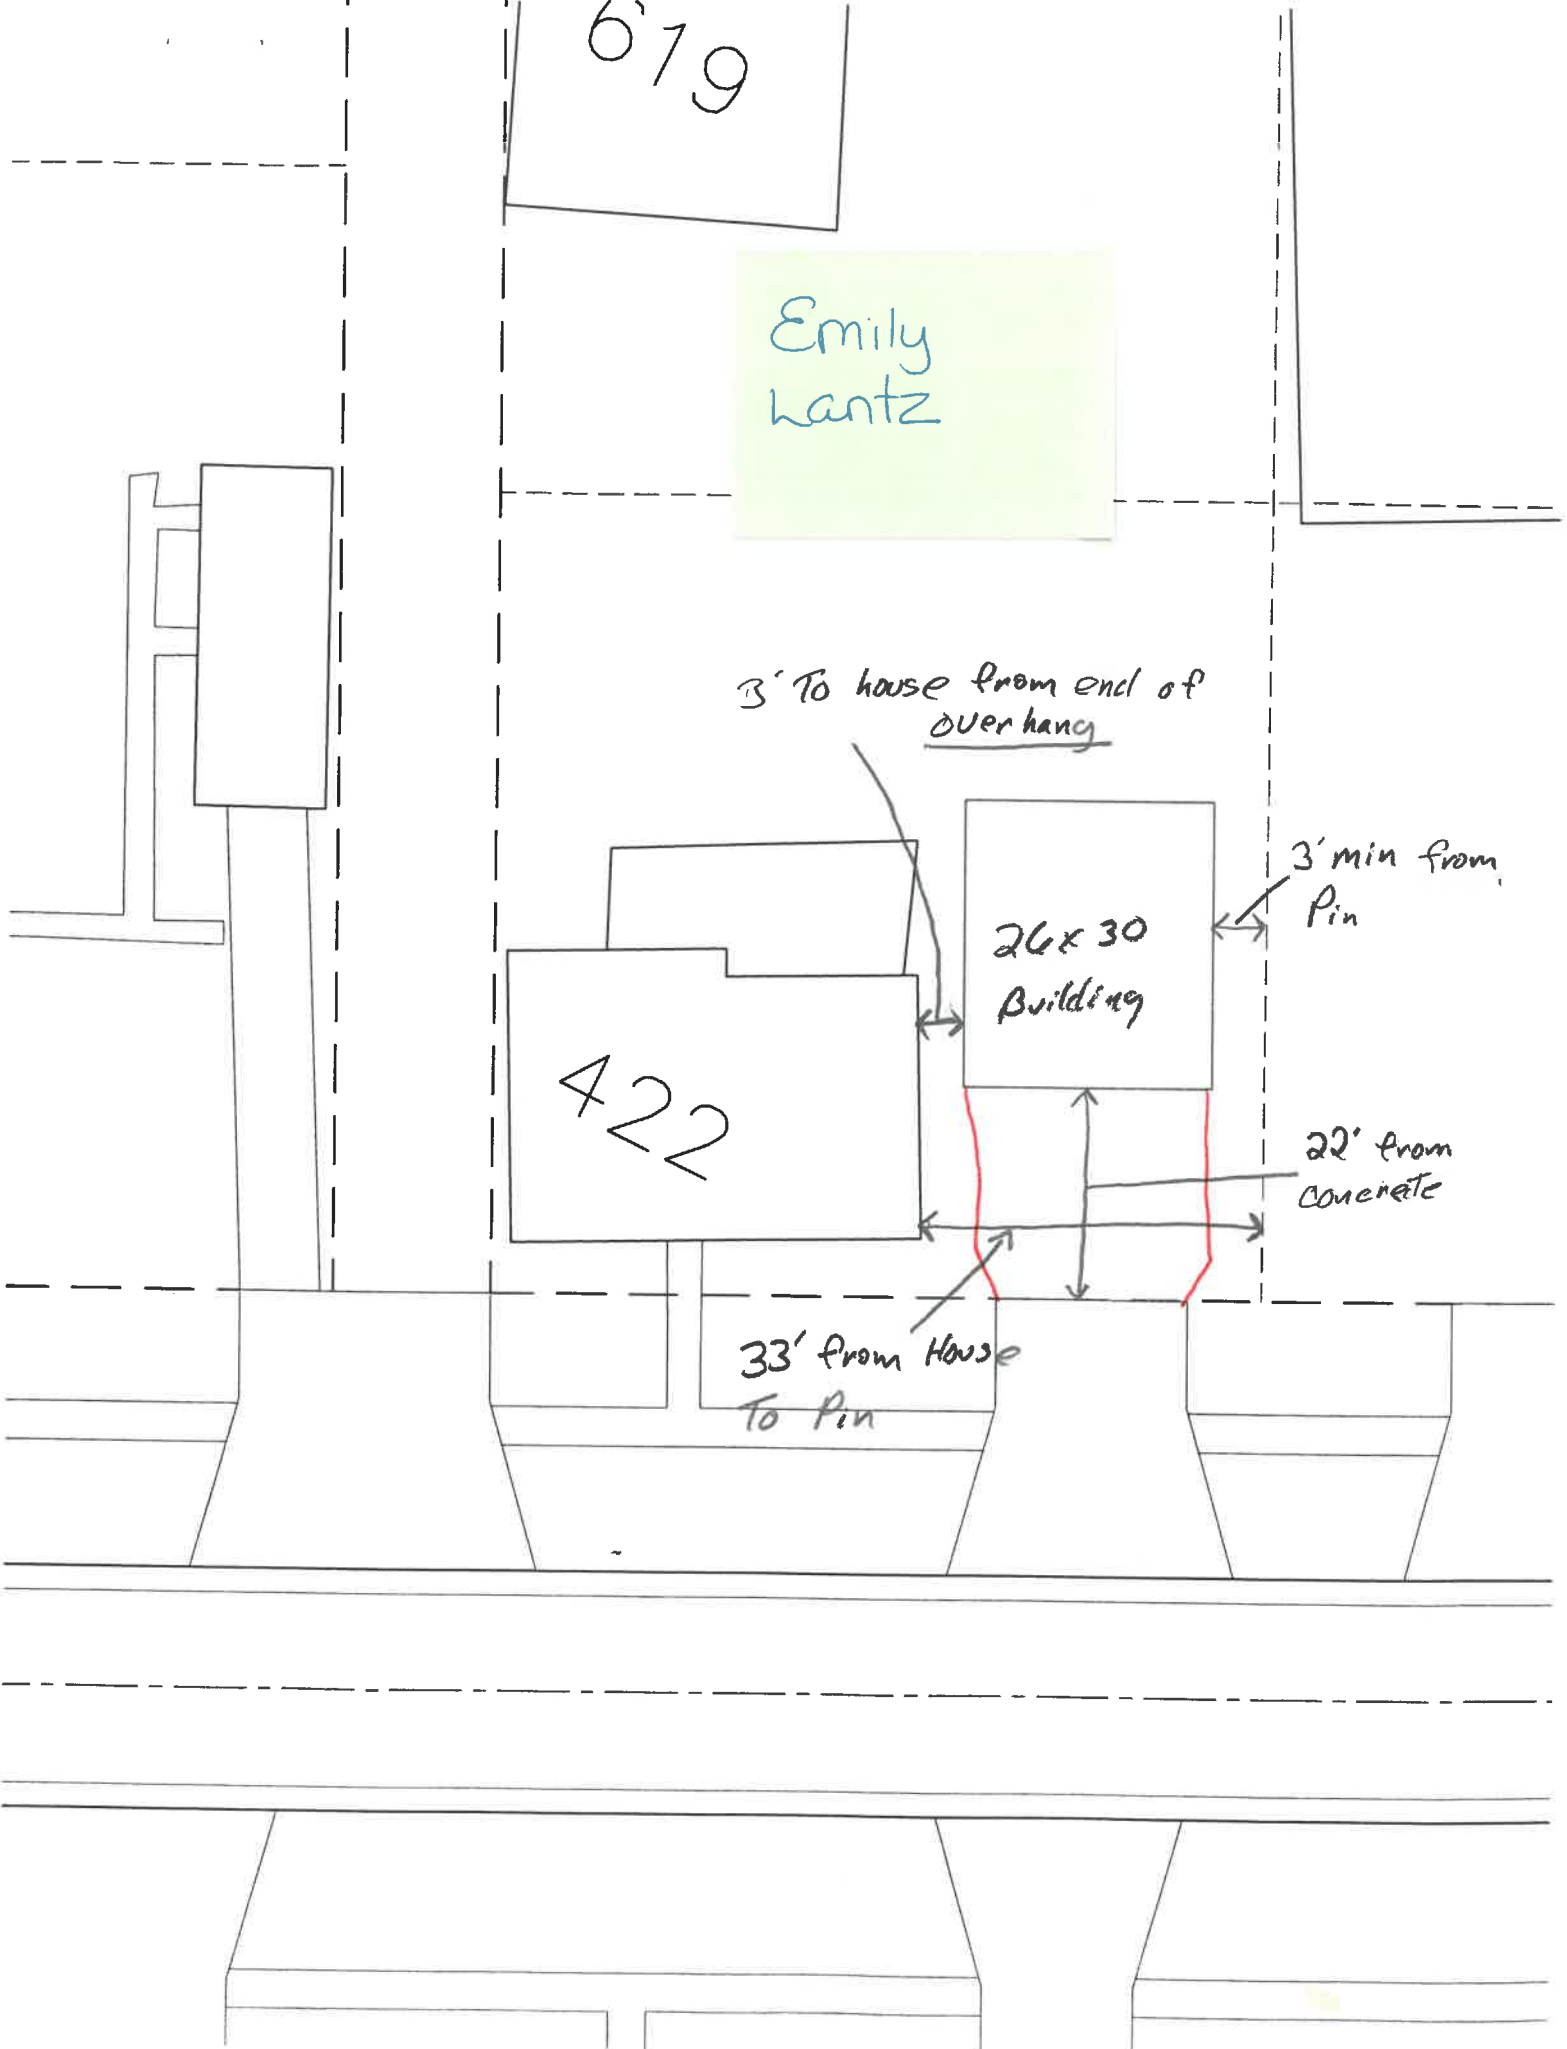 619
Emily
Lantz
3' To house from end of
overhang
3' min from
Pin
26x30
Building
422
22' from
concrete
33' from House
To Pin